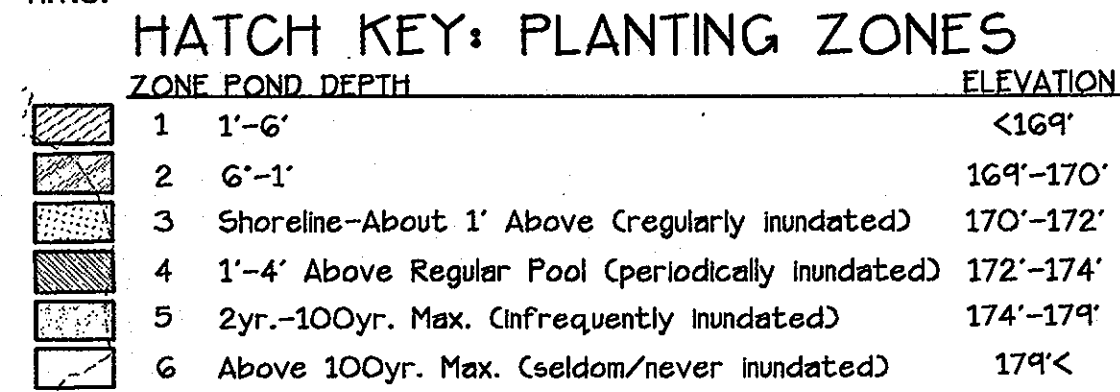 HATCH KEY: PLANTING ZONES
ZONE POND DEPTH ELEVATION
1 1'-6' <169'
2 6"-1' 169'-170'
3 Shoreline-About 1' Above (regularly inundated) 170'-172'
4 1'-4' Above Regular Pool (periodically inundated) 172'-174'
5 2yr.-100yr. Max. (infrequently inundated) 174'-179'
6 Above 100yr. Max. (seldom/never inundated) 179'<